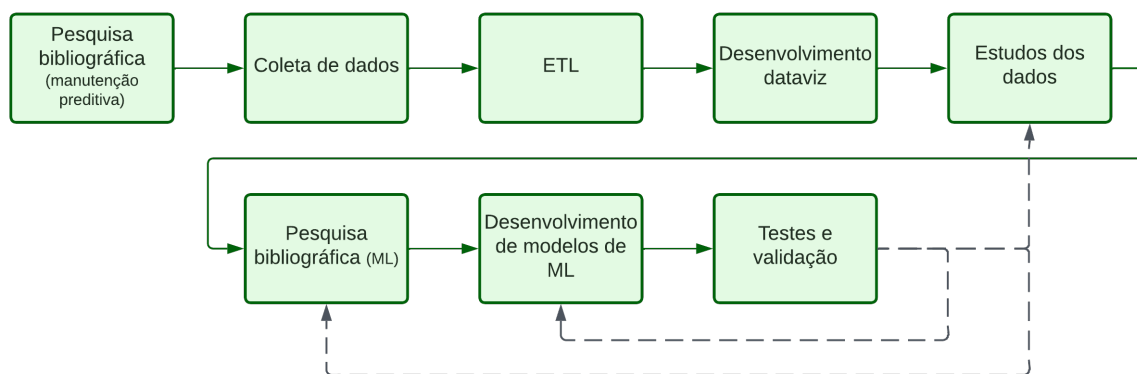 Pesquisa
bibliográfica
(manutenção
preditiva)
Coleta de dados
ETL
Desenvolvimento
dataviz
Estudos dos
dados
Pesquisa
bibliográfica (ML)
Desenvolvimento
de modelos de
ML
Testes e
validação